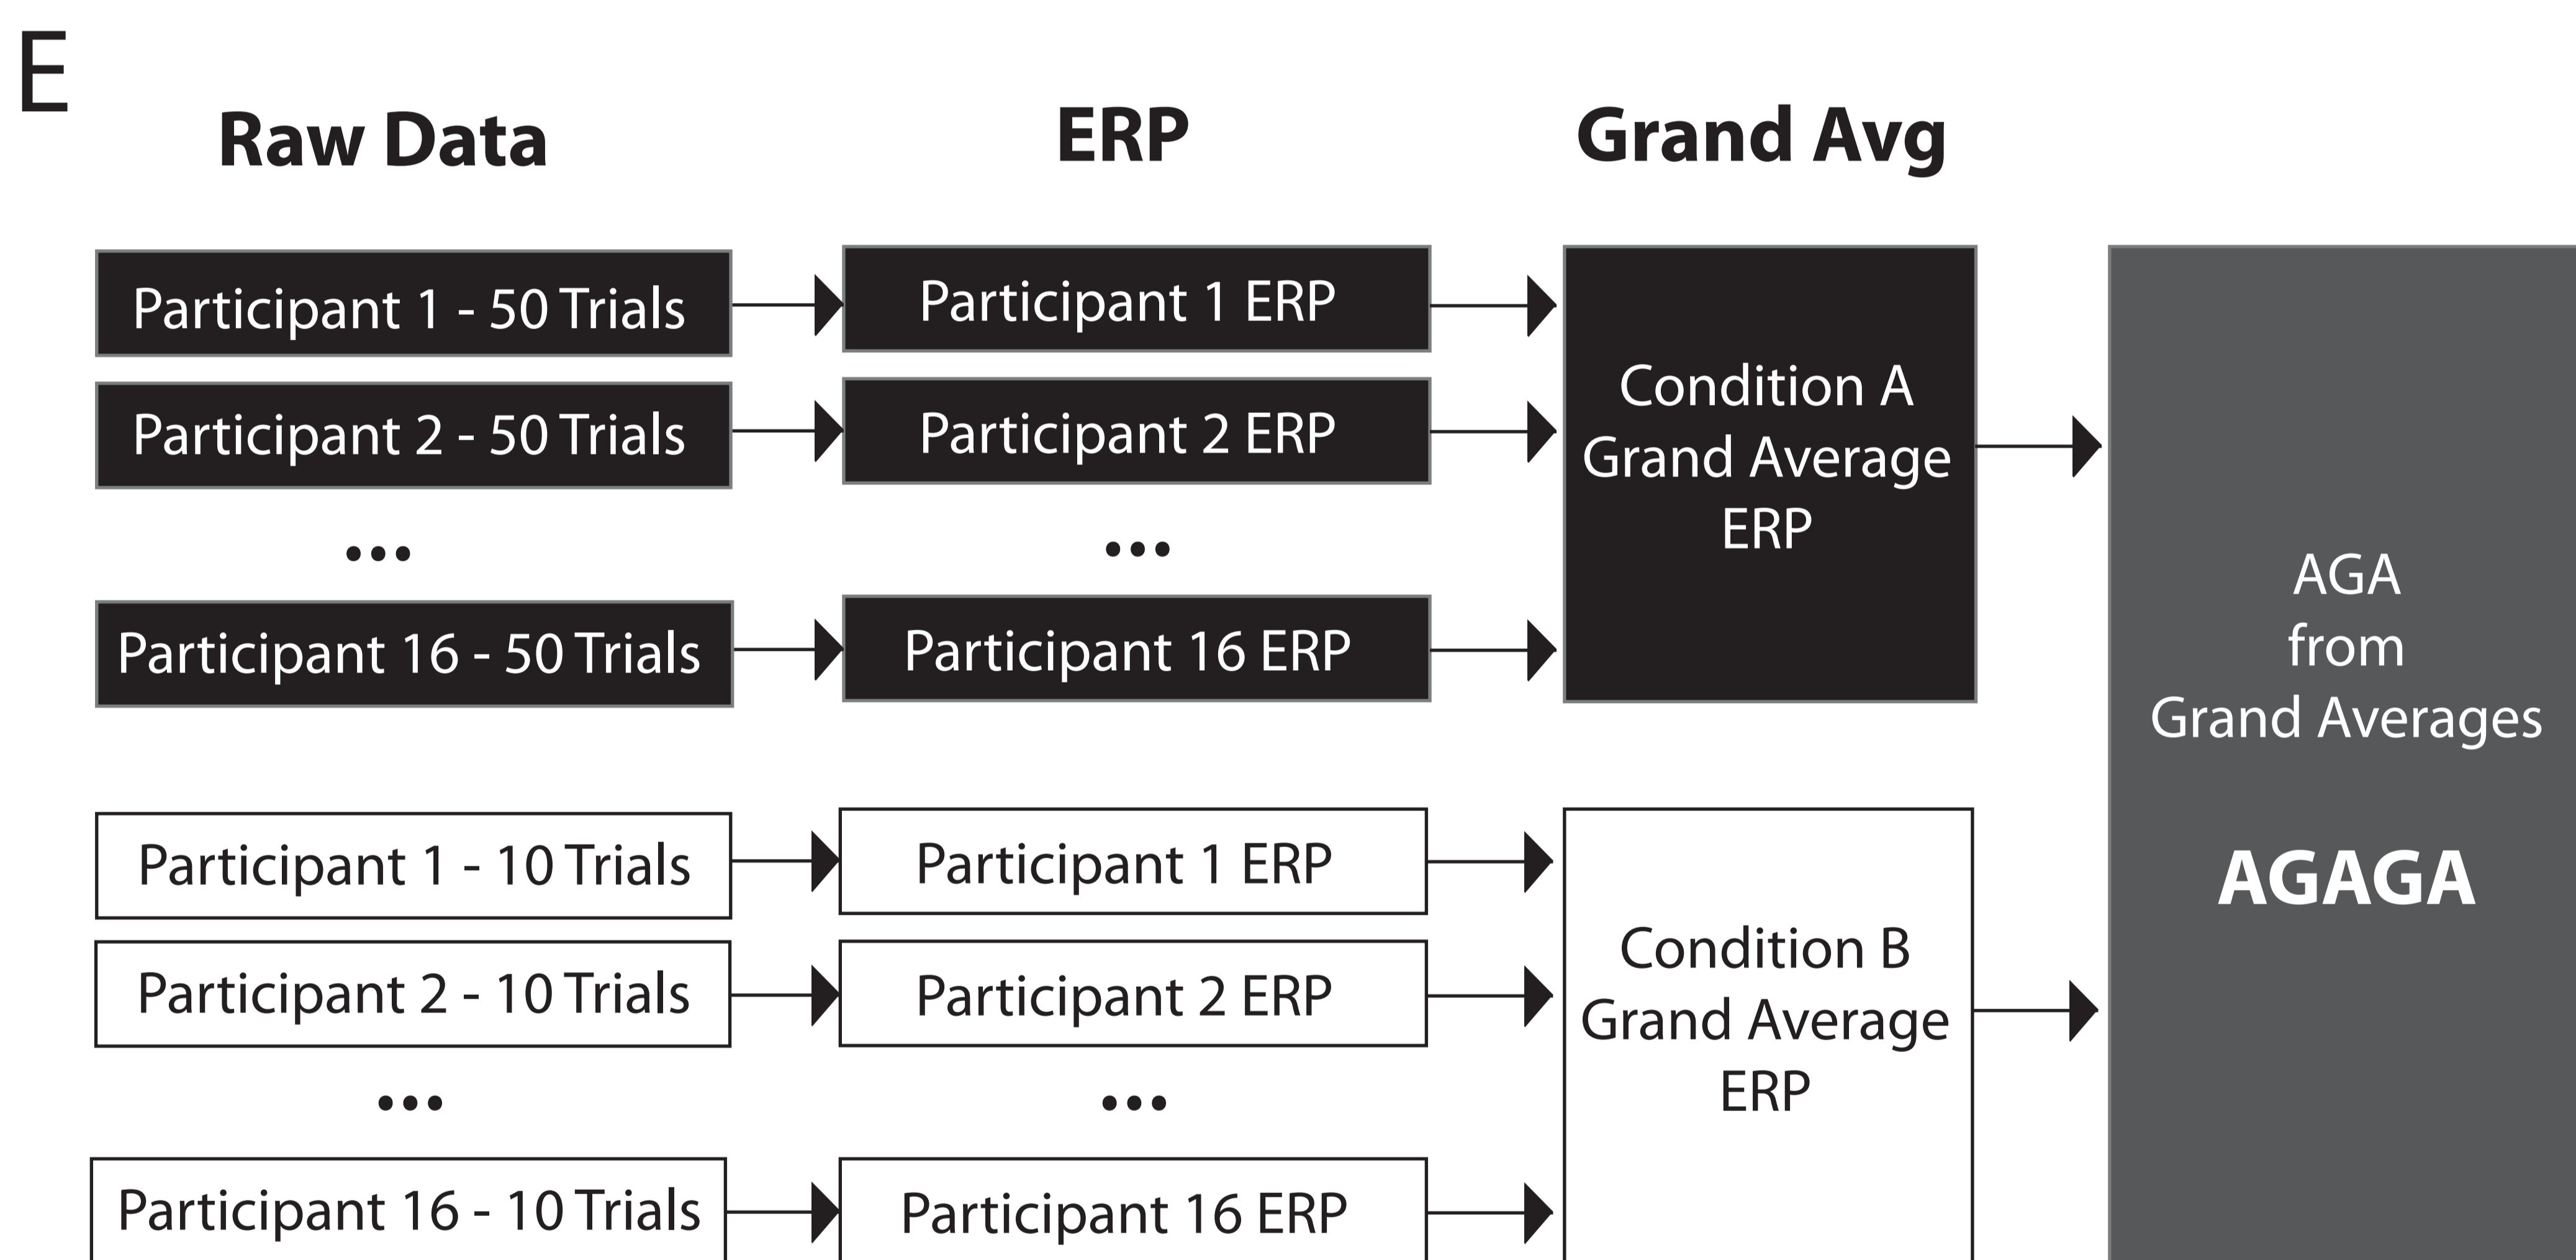 E
Raw Data
ERP
Grand Avg
Participant 1 - 50 Trials
Participant 1 ERP
Participant 2 - 50 Trials
Participant 2 ERP
...
...
Participant 16 - 50 Trials
Participant 16 ERP
Condition A
Grand Average
ERP
Participant 1 - 10 Trials
Participant 1 ERP
Participant 2 - 10 Trials
Participant 2 ERP
...
...
Participant 16 - 10 Trials
Participant 16 ERP
Condition B
Grand Average
ERP
AGA
from
Grand Averages
AGAGA